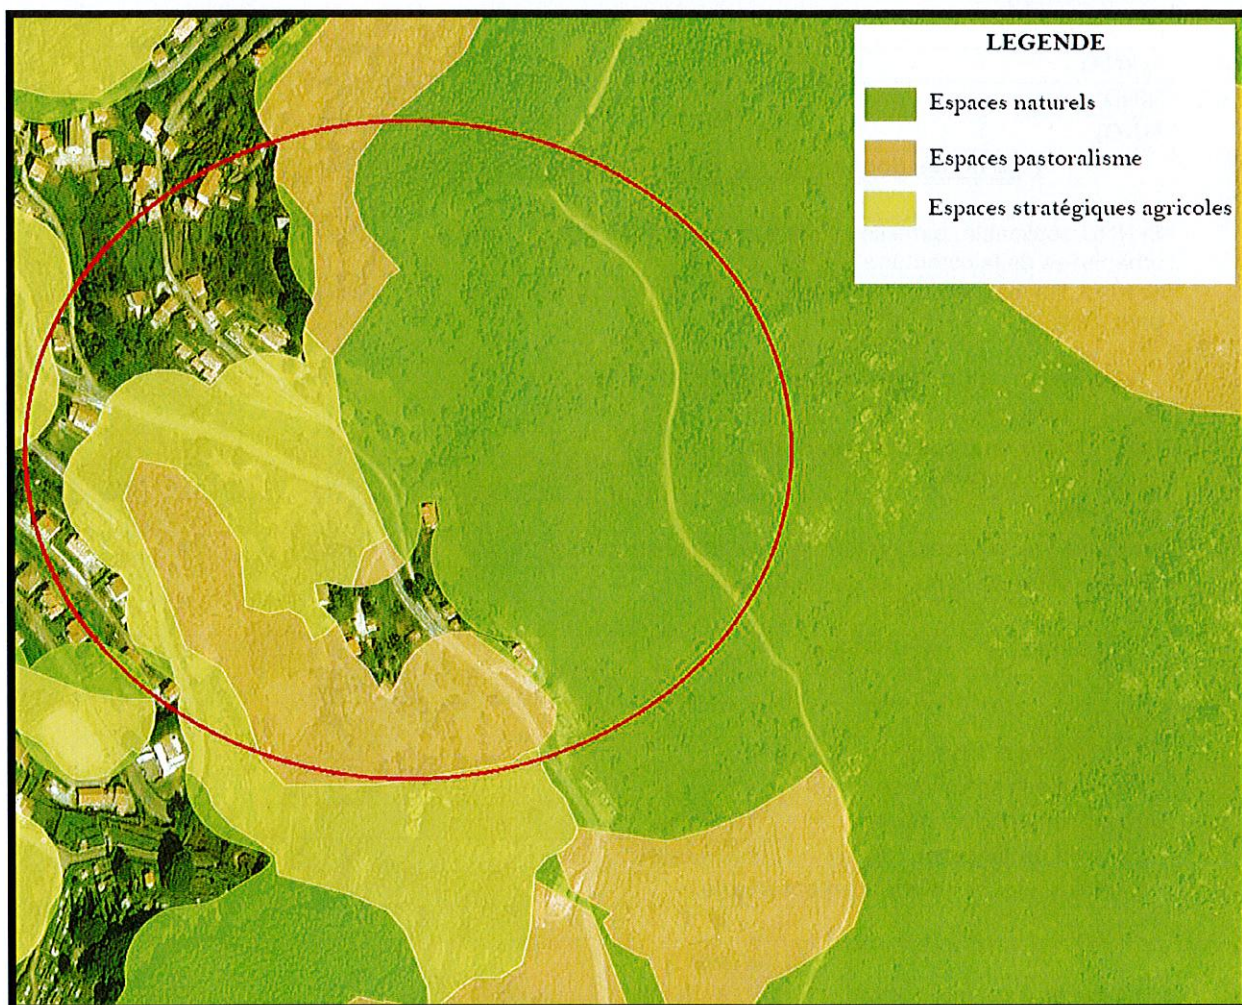 LEGENDE
Espaces naturels
Espaces pastoralisme
Espaces stratégiques agricoles